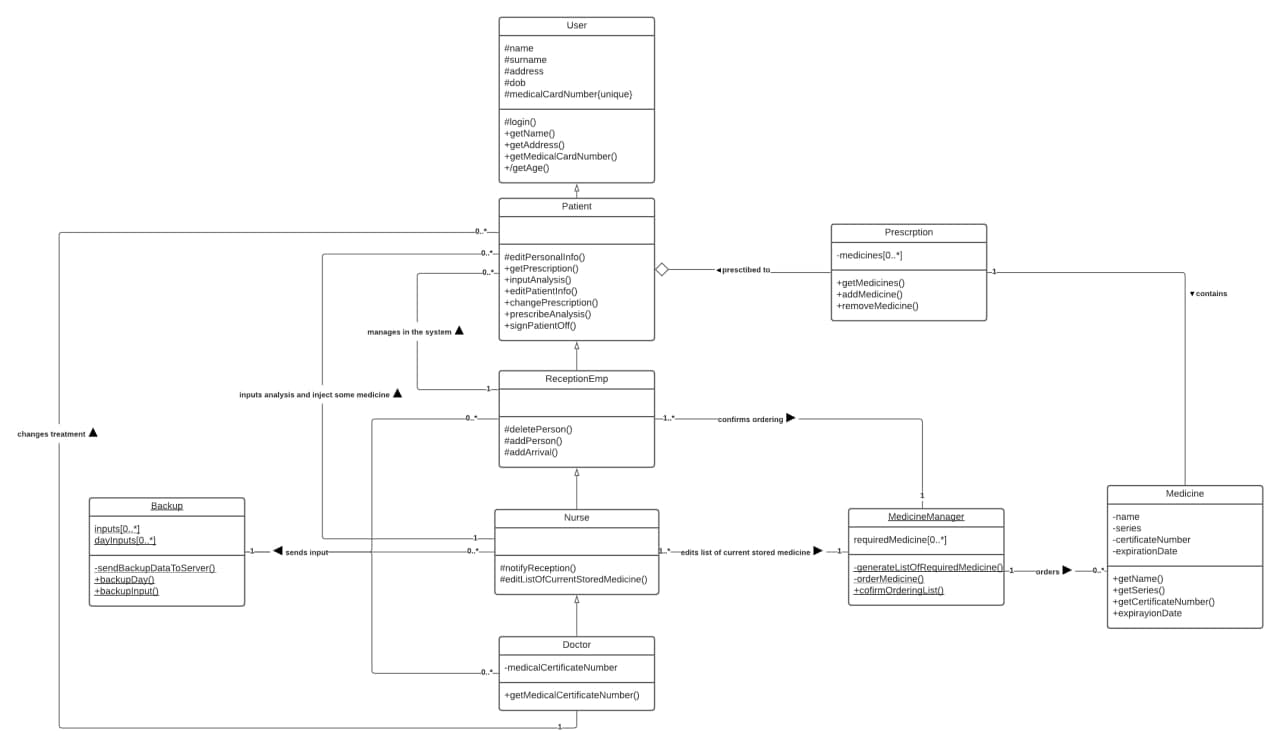 User
#name
#surname
#address
#dob
#medicalCardNumber{unique}
#login()
+getName()
+getAddress()
+getMedicalCardNumber()
+/getAge()
Patient
#editPersonalInfo()
+getPrescription()
+inputAnalysis()
+editPatientInfo()
+changePrescription()
+prescribeAnalysis()
+signPatientOff()
0..*
0..*
0..*
◄presctibed to
Prescrption
-medicines[0..*]
+getMedicines()
+addMedicine()
+removeMedicine()
1
▼contains
manages in the system ▲
1
inputs analysis and inject some medicine ▲
changes treatment ▲
ReceptionEmp
#deletePerson()
#addPerson()
#addArrival()
0..*
1..*
confirms ordering ►
1
Backup
inputs[0..*]
dayInputs[0..*]
-sendBackupDataToServer()
+backupDay()
+backupInput()
1
◄ sends input
1
0..*
Nurse
#notifyReception()
#editListOfCurrentStoredMedicine()
1..*
edits list of current stored medicine ►
1
MedicineManager
requiredMedicine[0..*]
-generateListOfRequiredMedicine()
-orderMedicine()
+cofirmOrderingList()
1
orders ►
0..*
Medicine
-name
-series
-certificateNumber
-expirationDate
+getName()
+getSeries()
+getCertificateNumber()
+expirayionDate
Doctor
-medicalCertificateNumber
+getMedicalCertificateNumber()
0..*
1